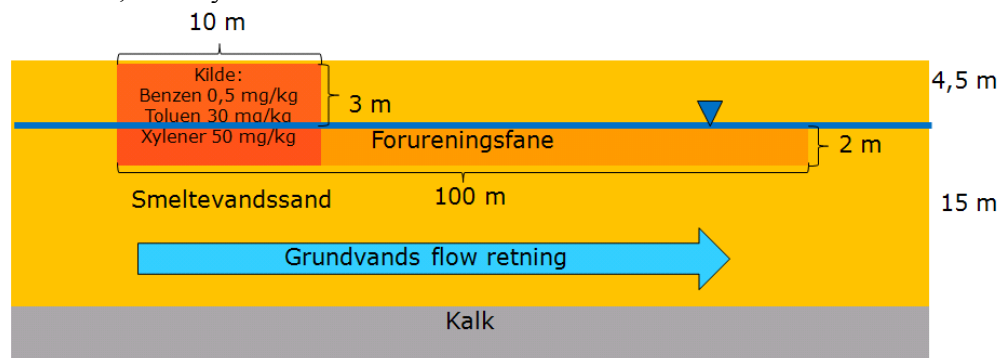 10 m
Kilde:
Benzen 0,5 mg/kg
Toluen 30 mg/kg
Xylener 50 mg/kg
3 m
4,5 m
Forureningsfane
2 m
Smeltevandssand
100 m
15 m
Grundvands flow retning
Kalk